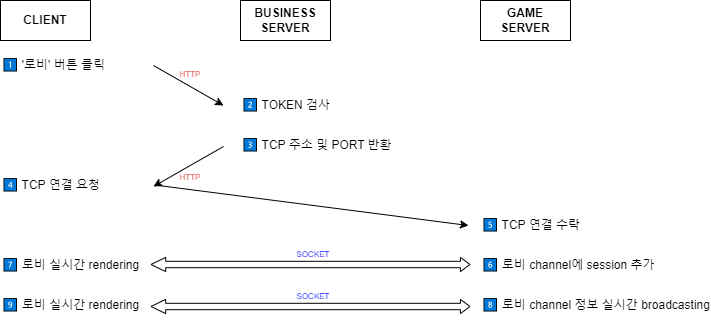 CLIENT
BUSINESS
SERVER
GAME
SERVER
1 '로비' 버튼 클릭
HTTP
2 TOKEN 검사
3 TCP 주소 및 PORT 반환
HTTP
4 TCP 연결 요청
5 TCP 연결 수락
SOCKET
7 로비 실시간 rendering
6 로비 channel에 session 추가
SOCKET
9 로비 실시간 rendering
8 로비 channel 정보 실시간 broadcasting